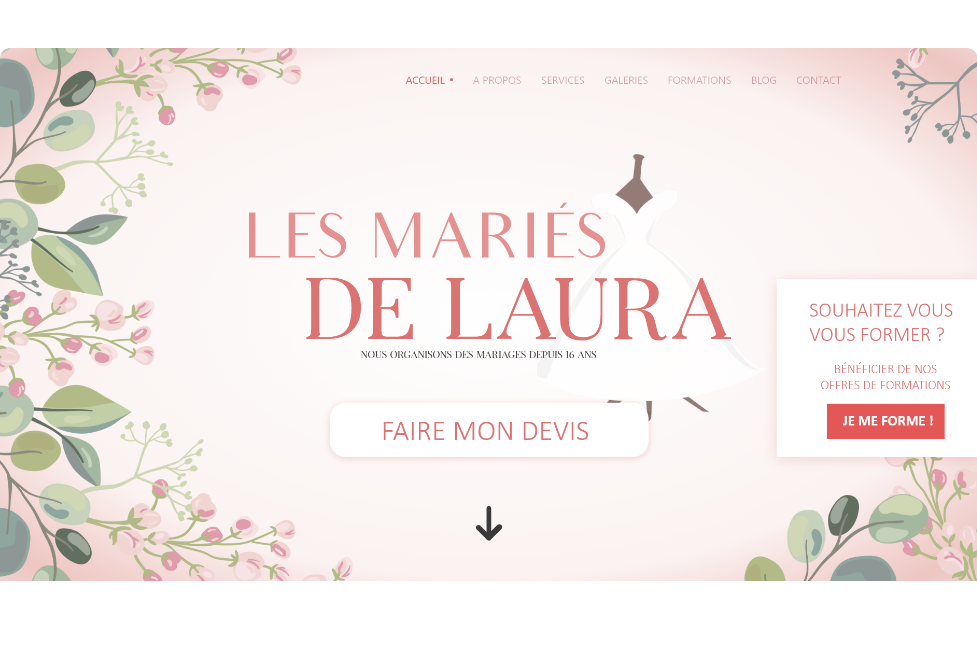 ACCUEIL • A PROPOS SERVICES GALERIES FORMATIONS BLOG CONTACT
LES MARIÉS
DE LAURA
NOUS ORGANISONS DES MARIAGES DEPUIS 16 ANS
FAIRE MON DEVIS
SOUHAITEZ VOUS
VOUS FORMER ?
BÉNÉFICIER DE NOS
OFFRES DE FORMATIONS
JE ME FORME !